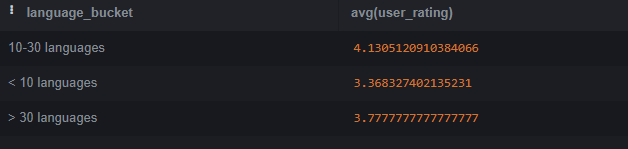 language_bucket avg(user_rating)
10-30 languages 4.1305120910384066
< 10 languages 3.368327402135231
> 30 languages 3.7777777777777777